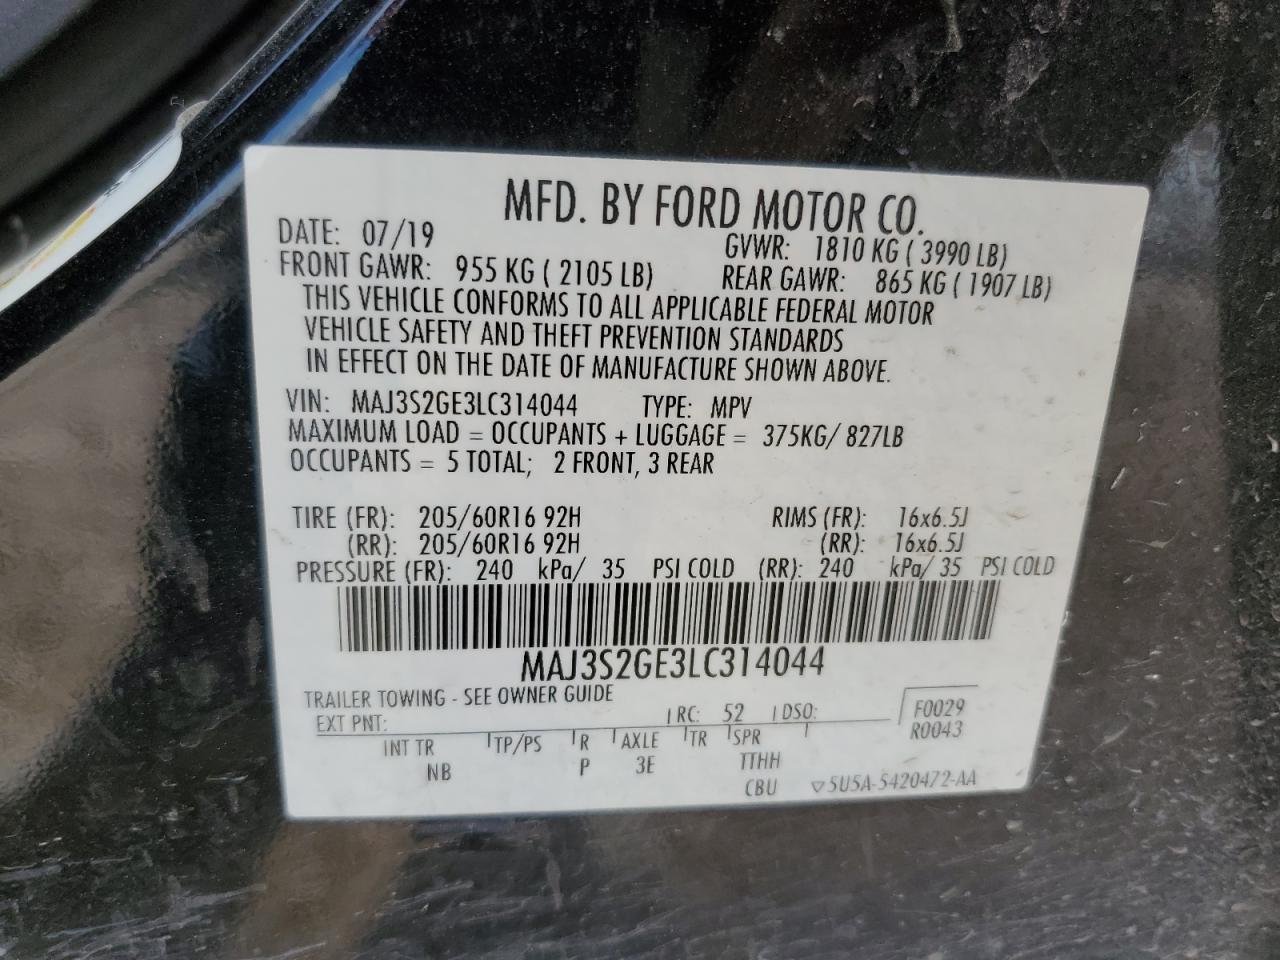 MFD. BY FORD MOTOR CO.
DATE: 07/19 GVWR: 1810 KG ( 3990 LB)
FRONT GAWR: 955 KG ( 2105 LB) REAR GAWR: 865 KG ( 1907 LB)
THIS VEHICLE CONFORMS TO ALL APPLICABLE FEDERAL MOTOR
VEHICLE SAFETY AND THEFT PREVENTION STANDARDS
IN EFFECT ON THE DATE OF MANUFACTURE SHOWN ABOVE.
VIN: MAJ3S2GE3LC314044 TYPE: MPV
MAXIMUM LOAD = OCCUPANTS + LUGGAGE = 375KG/ 827LB
OCCUPANTS = 5 TOTAL; 2 FRONT, 3 REAR
TIRE (FR): 205/60R16 92H RIMS (FR): 16x6.5J
(RR): 205/60R16 92H (RR): 16x6.5J
PRESSURE (FR): 240 kPa/ 35 PSI COLD (RR): 240 kPa/ 35 PSI COLD
MAJ3S2GE3LC314044
TRAILER TOWING - SEE OWNER GUIDE
EXT PNT: RC: 52 DSO: F0029
R0043
INT TR TP/PS R AXLE TR SPR
NB P 3E TTHH
CBU ▽5U5A-5420472-AA